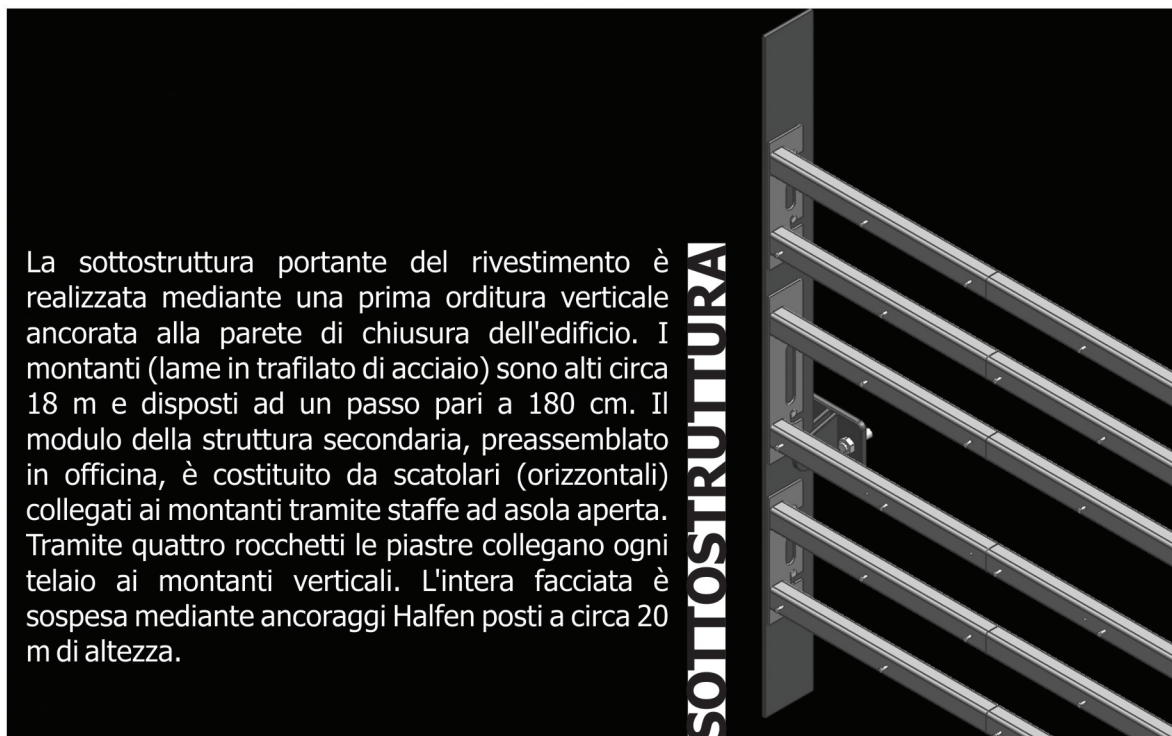 La sottostruttura portante del rivestimento è
realizzata mediante una prima orditura verticale
ancorata alla parete di chiusura dell'edificio. I
montanti (lame in trafilato di acciaio) sono alti circa
18 m e disposti ad un passo pari a 180 cm. Il
modulo della struttura secondaria, preassemblato
in officina, è costituito da scatolari (orizzontali)
collegati ai montanti tramite staffe ad asola aperta.
Tramite quattro rocchetti le piastre collegano ogni
telaio ai montanti verticali. L'intera facciata è
sospesa mediante ancoraggi Halfen posti a circa 20
m di altezza.
SOTTOSTRUTTURA